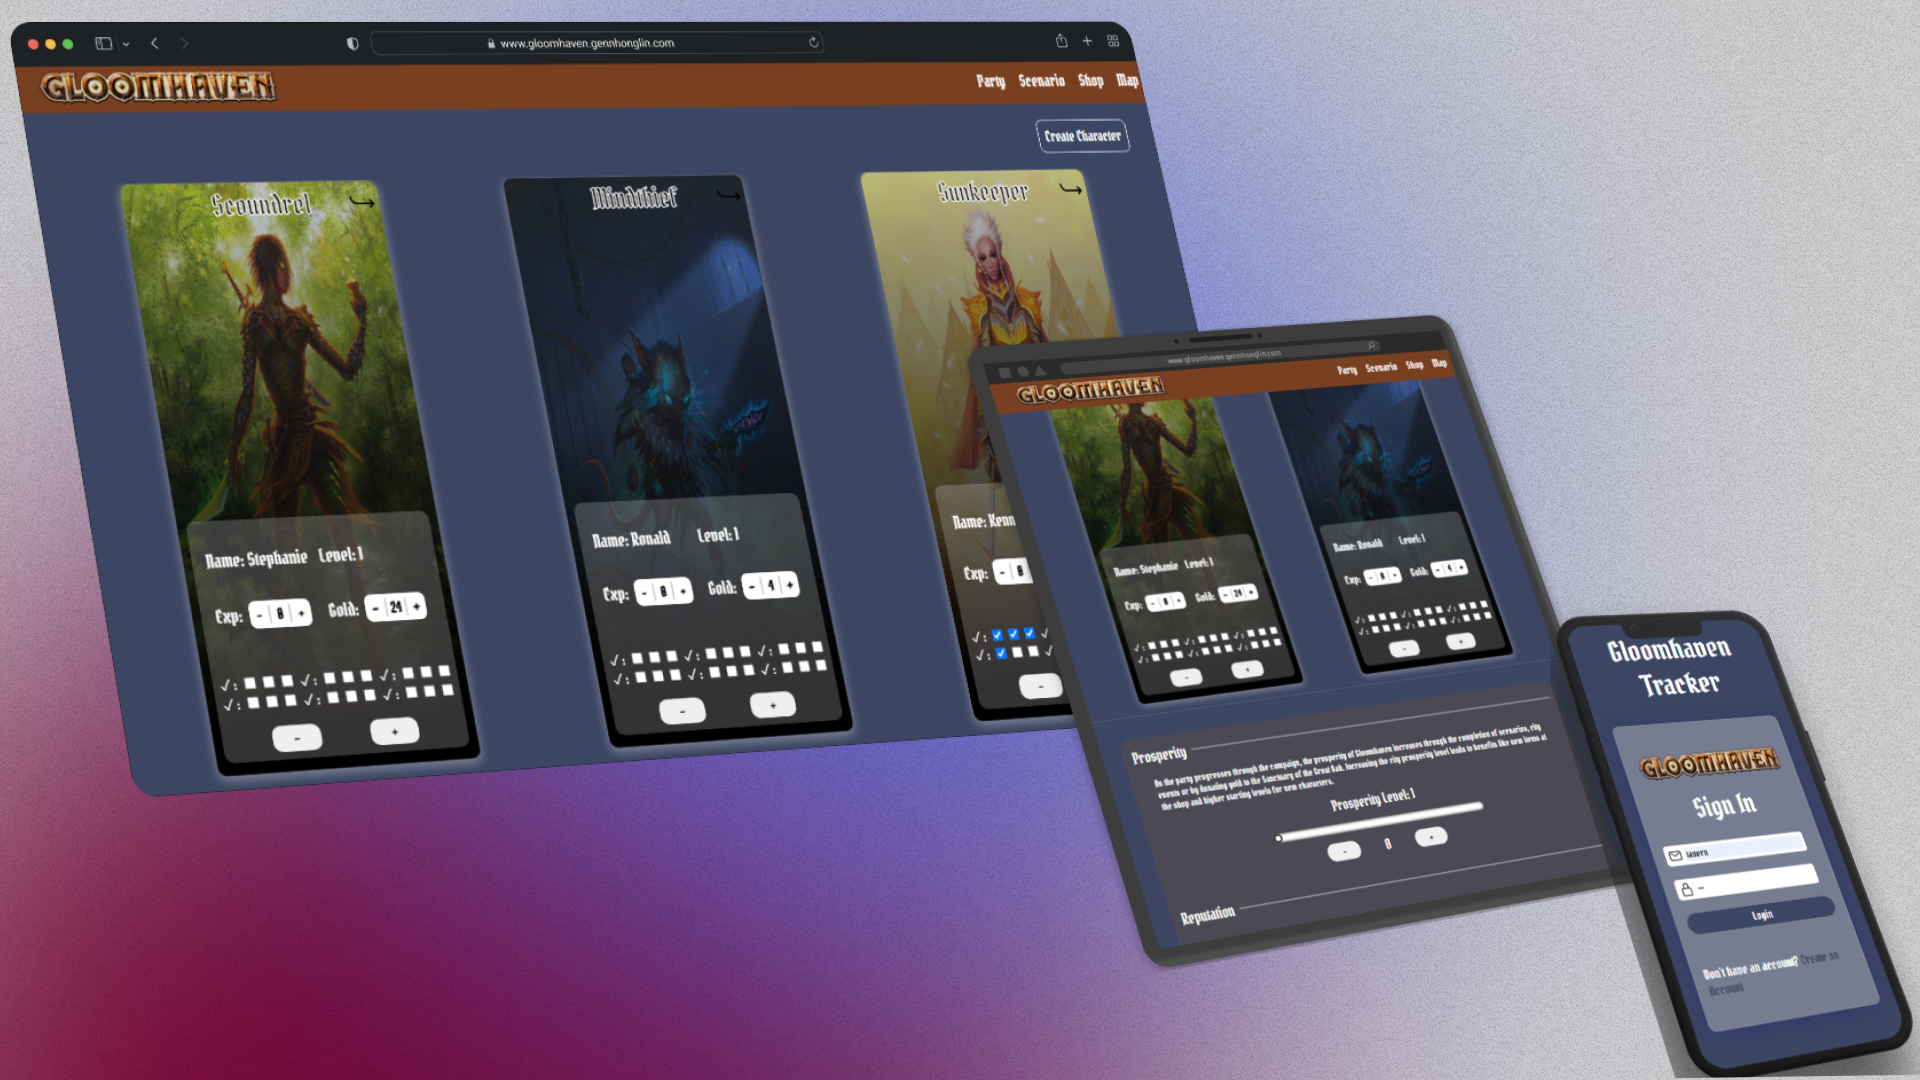 www.gloomhaven.gennhonglin.com
GLOOMHAVEN
Party Scenario Shop Map
Create Character
Scoundrel
Mindthief
Sunkeeper
Name: Stephanie Level: 1
Exp: - 0 + Gold: - 24 +
✓: ✓: ✓:
✓: ✓: ✓:
- +
Name: Ronald Level: 1
Exp: - 0 + Gold: - 4 +
✓: ✓: ✓:
✓: ✓: ✓:
- +
Name: Kenn
Exp: - 0
✓: ✓
✓: ✓
-
www.gloomhaven.gennhonglin.com
GLOOMHAVEN
Party Scenario Shop Map
Name: Stephanie Level: 1
Exp: - 0 + Gold: - 24 +
✓: ✓: ✓:
✓: ✓: ✓:
- +
Name: Ronald Level: 1
Exp: - 0 + Gold: - 4 +
✓: ✓: ✓:
✓: ✓: ✓:
- +
Prosperity
As the party progresses through the campaign, the prosperity of Gloomhaven increases through the completion of scenarios, city
events or by donating gold to the Sanctuary of the Great Oak. Increasing the city prosperity level leads to benefits like new items at
the shop and higher starting levels for new characters.
Prosperity Level: 1
- 0 +
Reputation
Gloomhaven
Tracker
GLOOMHAVEN
Sign In
Login
Don't have an account? Create an
Account